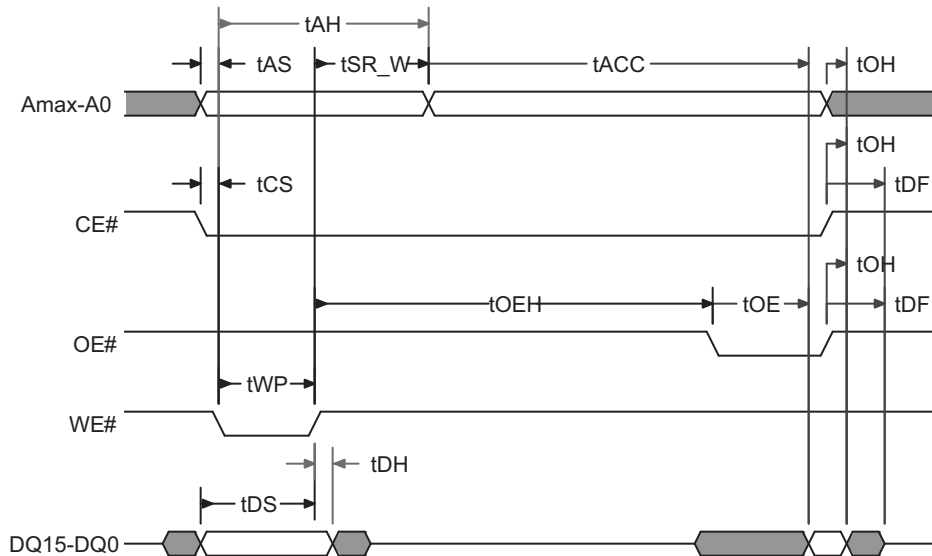 tAH
tAS tSR_W tACC tOH
Amax-A0
tOH
tCS tDF
CE#
tOH
tOEH tOE tDF
OE#
tWP
WE#
tDH
tDS
DQ15-DQ0